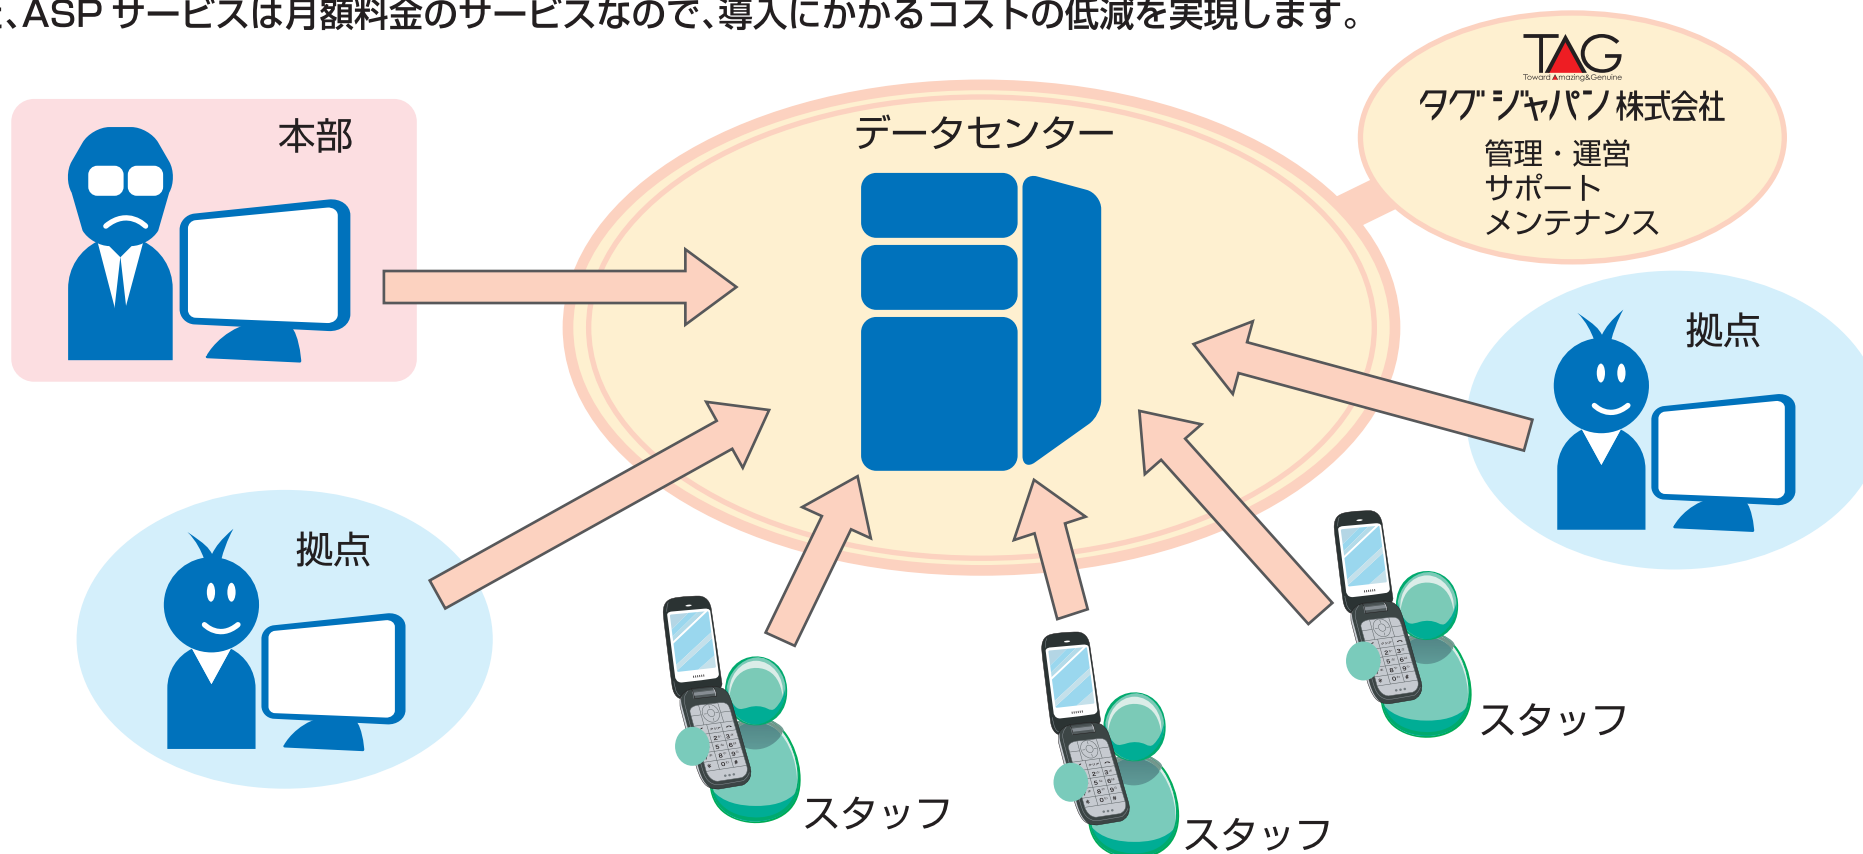 、ASP サービスは月額料金のサービスなので、導入にかかるコストの低減を実現します。
TAG
Toward Amazing&Genuine
タグジャパン株式会社
管理・運営
サポート
メンテナンス
本部
データセンター
拠点
拠点
スタッフ
スタッフ
スタッフ